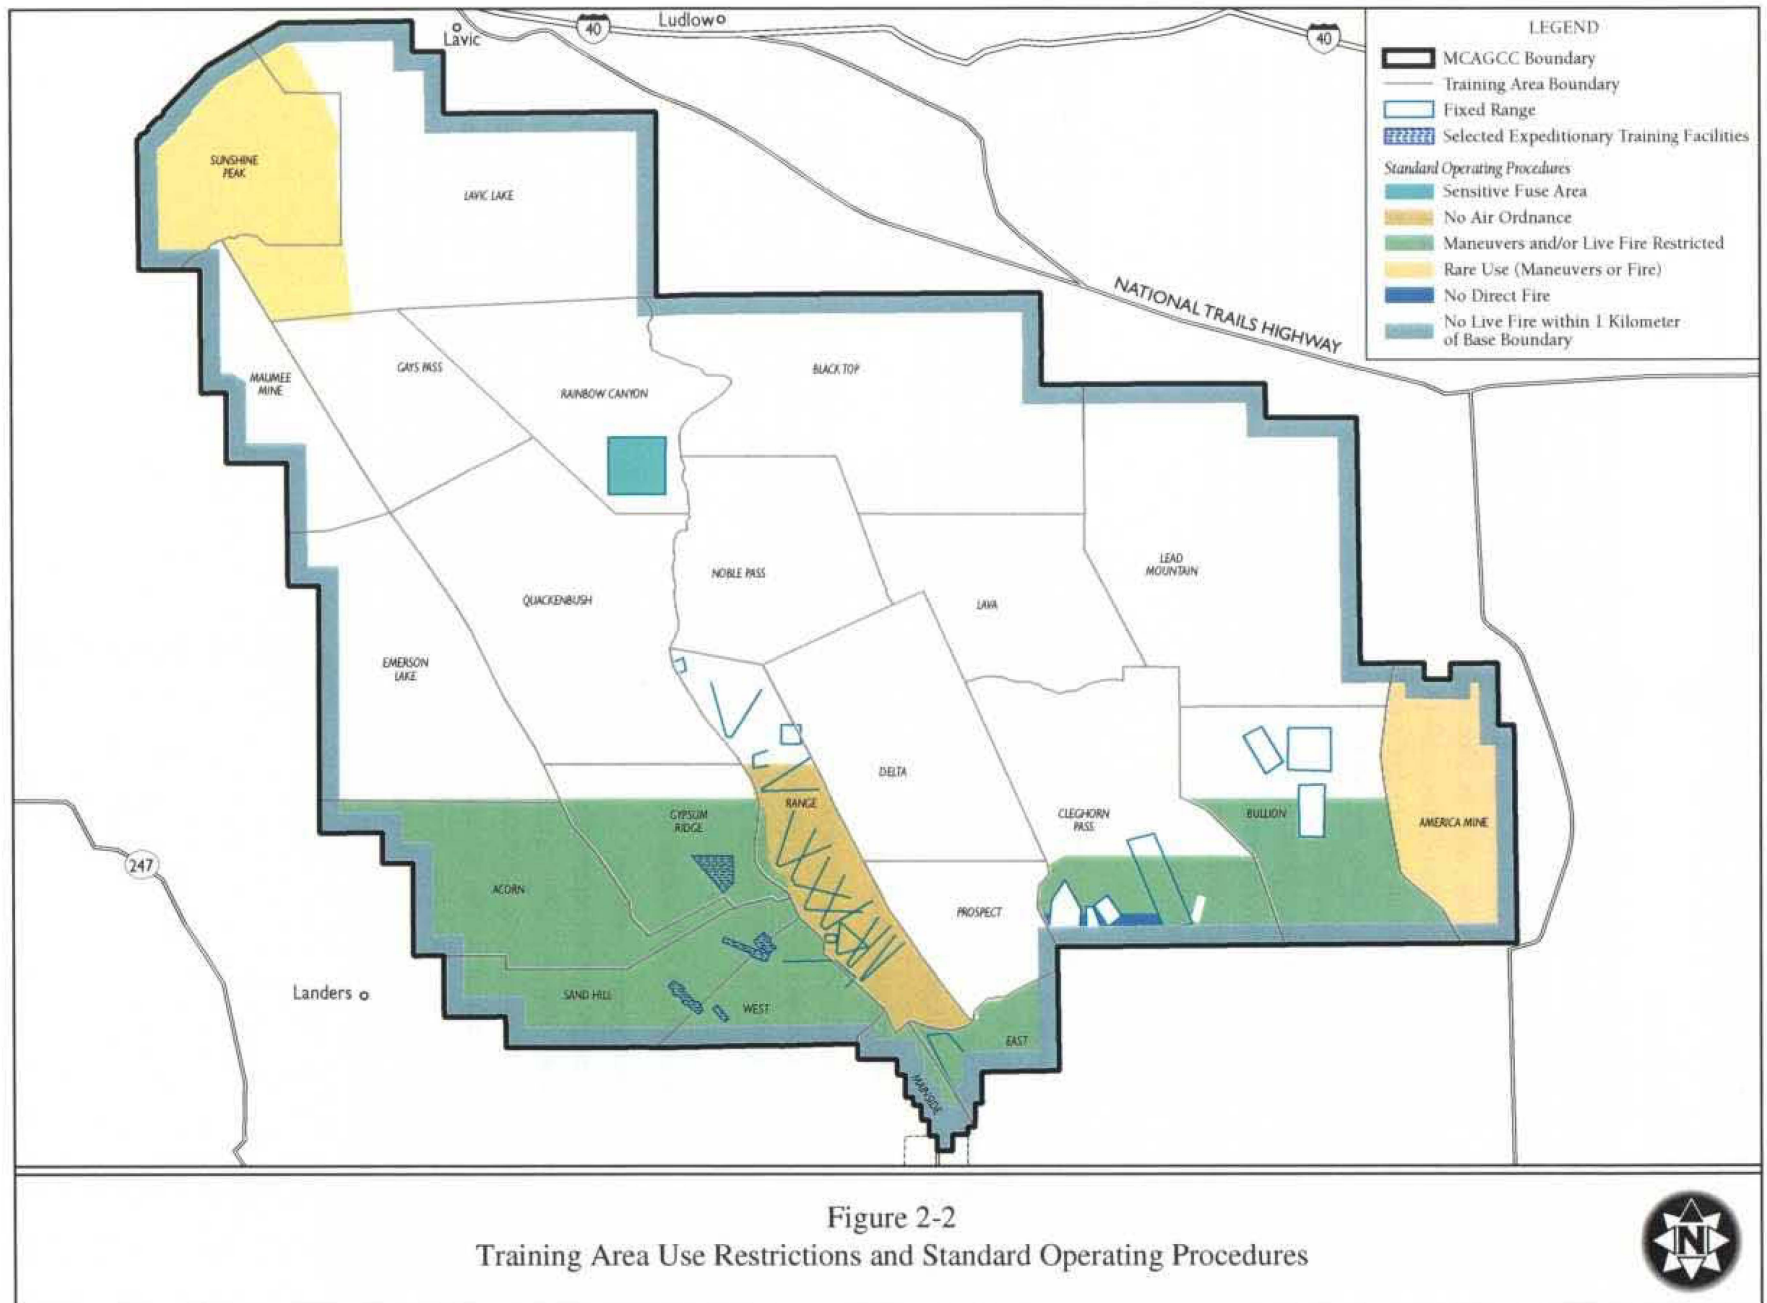 Ludlow
Lavic
40
40
LEGEND
MCAGCC Boundary
Training Area Boundary
Fixed Range
Selected Expeditionary Training Facilities
Standard Operating Procedures
Sensitive Fuse Area
No Air Ordnance
Maneuvers and/or Live Fire Restricted
Rare Use (Maneuvers or Fire)
No Direct Fire
No Live Fire within 1 Kilometer
of Base Boundary
SUNSHINE
PEAK
LAVIC LAKE
NATIONAL TRAILS HIGHWAY
MAUMEE
MINE
GAYS PASS
RAINBOW CANYON
BLACK TOP
LEAD
MOUNTAIN
NOBLE PASS
QUACKENBUSH
LAVA
EMERSON
LAKE
DELTA
RANGE
GYPSUM
RIDGE
CLEGHORN
PASS
BULLION
AMERICA MINE
247
ACORN
PROSPECT
Landers
SAND HILL
WEST
EAST
MAINSIDE
Figure 2-2
Training Area Use Restrictions and Standard Operating Procedures
N